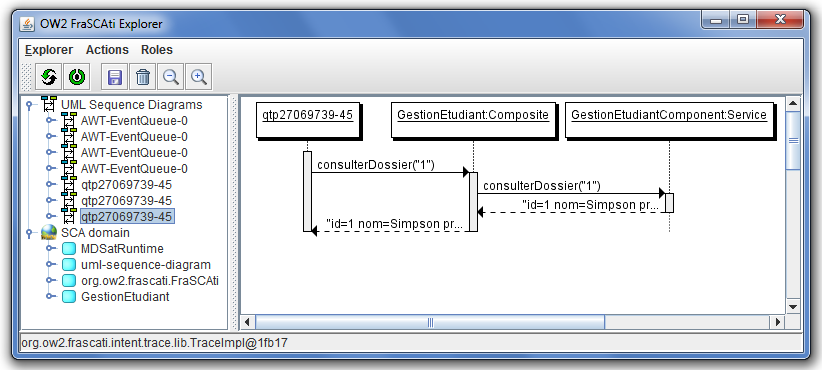 OW2 FraSCAti Explorer
Explorer Actions Roles
UML Sequence Diagrams
AWT-EventQueue-0
AWT-EventQueue-0
AWT-EventQueue-0
AWT-EventQueue-0
qtp27069739-45
qtp27069739-45
qtp27069739-45
SCA domain
MDSatRuntime
uml-sequence-diagram
org.ow2.frascati.FraSCAti
GestionEtudiant
qtp27069739-45 GestionEtudiant:Composite GestionEtudiantComponent:Service
consulterDossier("1")
consulterDossier("1")
"id=1 nom=Simpson pr...
"id=1 nom=Simpson pr...
org.ow2.frascati.intent.trace.lib.TraceImpl@1fb17